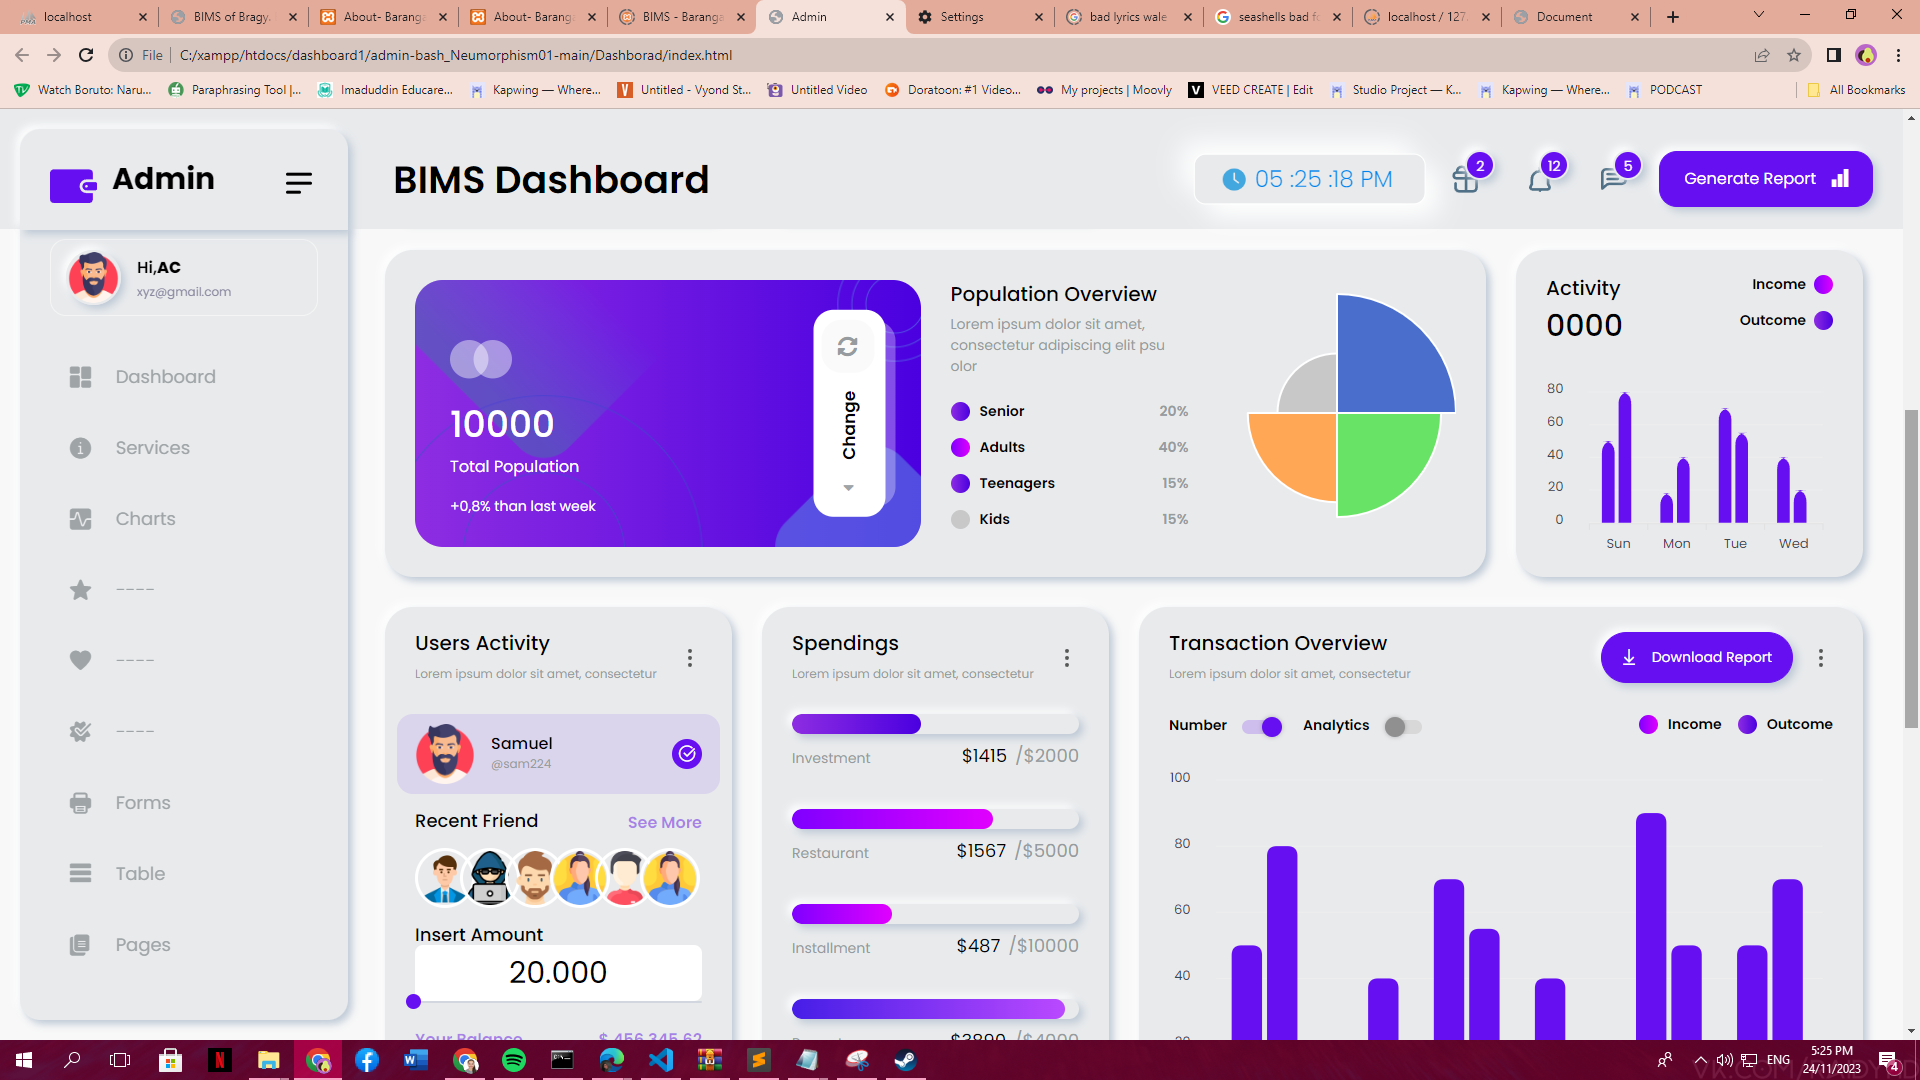 localhost
BIMS of Bragy.
About- Baranga
About- Baranga
BIMS - Baranga
Admin
Settings
bad lyrics wale
seashells bad fo
localhost / 127.
Document
File
C:/xampp/htdocs/dashboard1/admin-bash_Neumorphism01-main/Dashborad/index.html
Watch Boruto: Naru...
Paraphrasing Tool |...
Imaduddin Educare...
Kapwing — Where...
Untitled - Vyond St...
Untitled Video
Doratoon: #1 Video...
My projects | Moovly
VEED CREATE | Edit
Studio Project — K...
Kapwing — Where...
PODCAST
All Bookmarks
Admin
BIMS Dashboard
05 :25 :18 PM
2
12
5
Generate Report
Hi,AC
xyz@gmail.com
Dashboard
Services
Charts
----
----
----
Forms
Table
Pages
10000
Total Population
+0,8% than last week
Change
Population Overview
Lorem ipsum dolor sit amet,
consectetur adipiscing elit psu
olor
Senior 20%
Adults 40%
Teenagers 15%
Kids 15%
Activity
0000
Income
Outcome
80
60
40
20
0
Sun Mon Tue Wed
Users Activity
Lorem ipsum dolor sit amet, consectetur
Samuel
@sam224
Recent Friend See More
Insert Amount
20.000
Your Balance $ 456,345.62
Spendings
Lorem ipsum dolor sit amet, consectetur
Investment $1415 /$2000
Restaurant $1567 /$5000
Installment $487 /$10000
$3890 /$4000
Transaction Overview
Lorem ipsum dolor sit amet, consectetur
Download Report
Number Analytics
Income Outcome
100
80
60
40
20
ENG
5:25 PM
24/11/2023
4